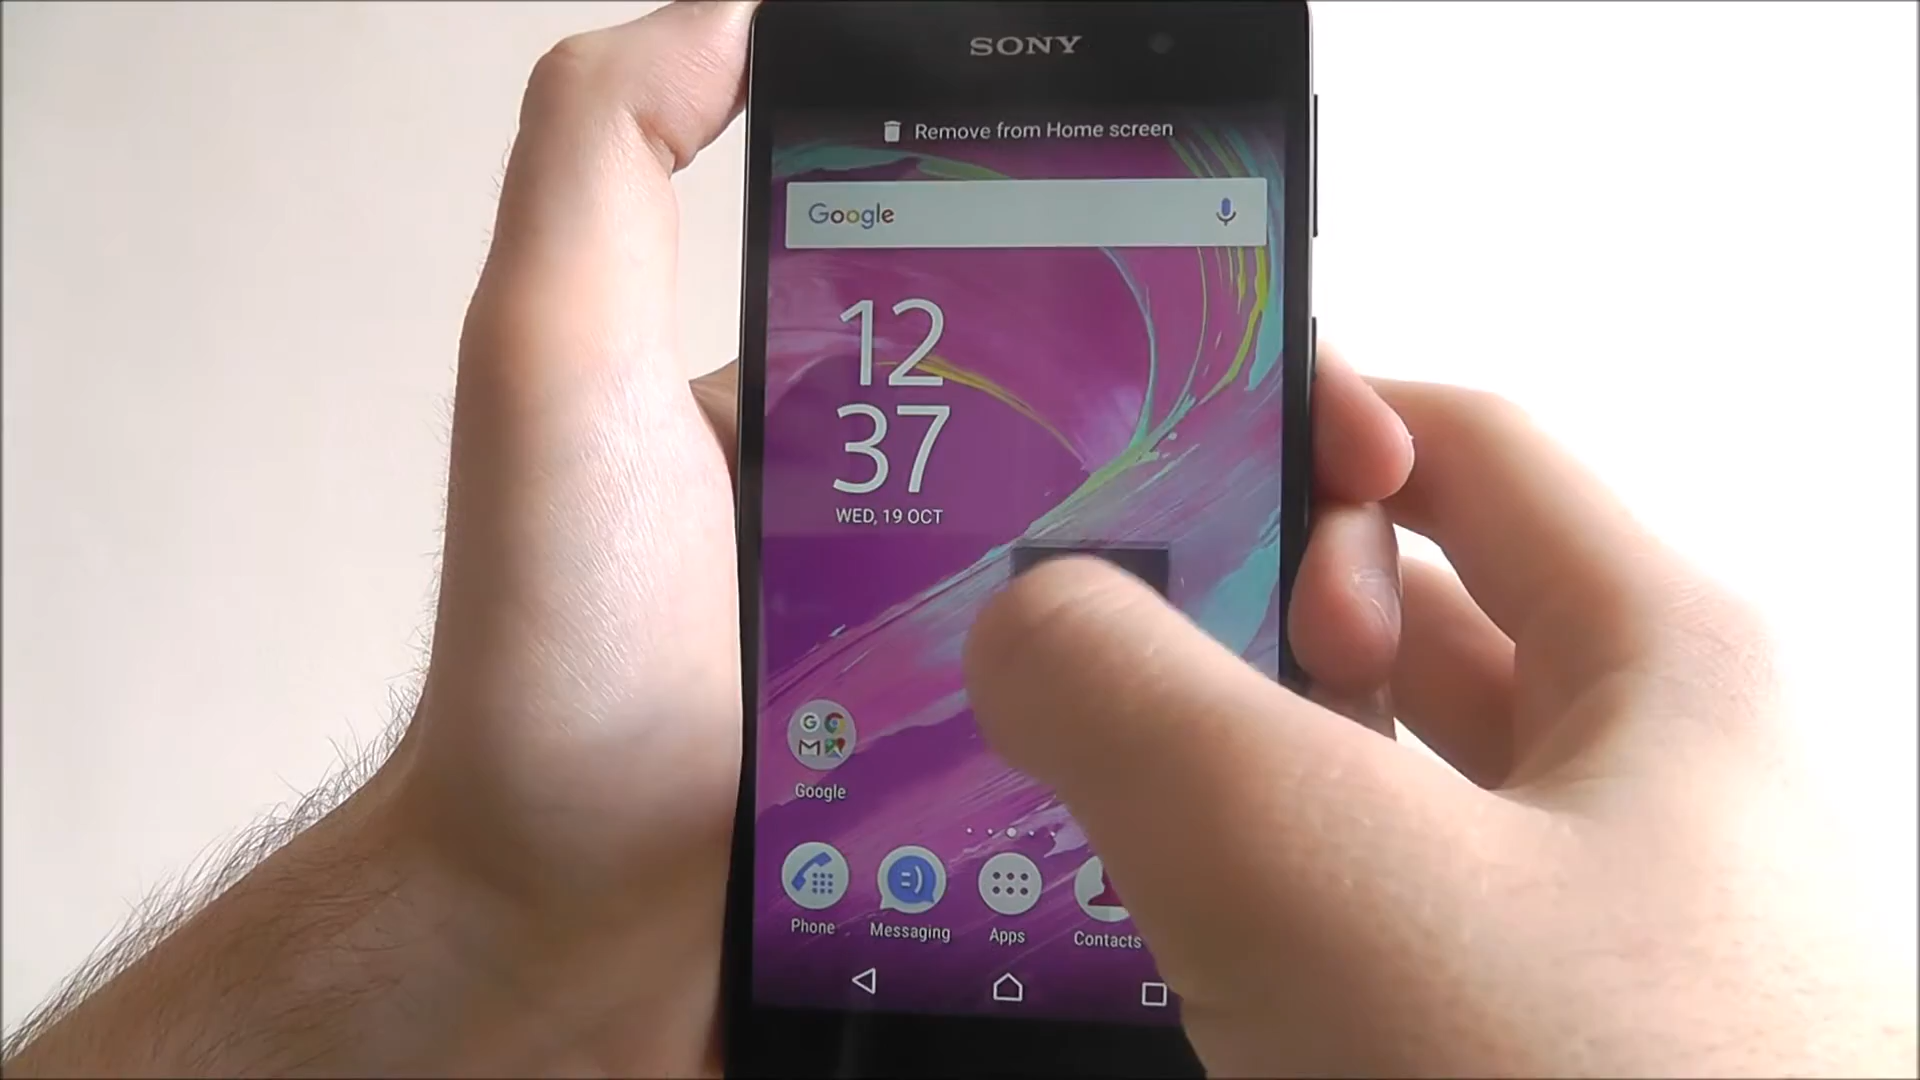 SONY
Remove from Home screen
Google
12
37
WED, 19 OCT
G
M
Google
Phone
Messaging
Apps
Contacts